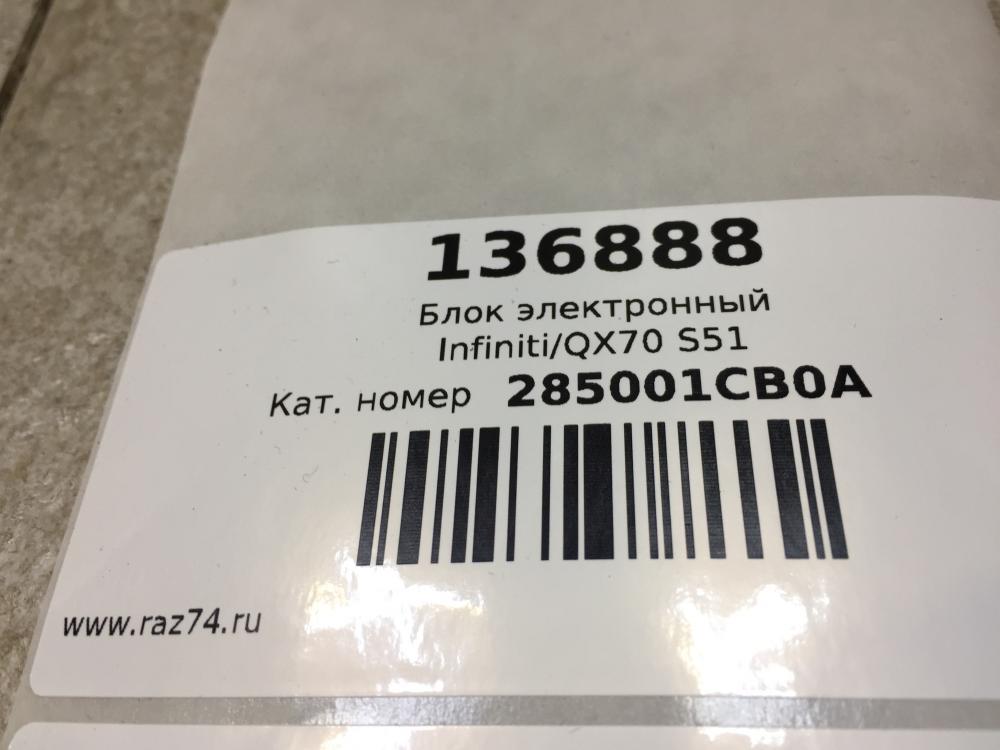 136888
Блок электронный
Infiniti/QX70 S51
Кат. номер 285001CB0A
www.raz74.ru